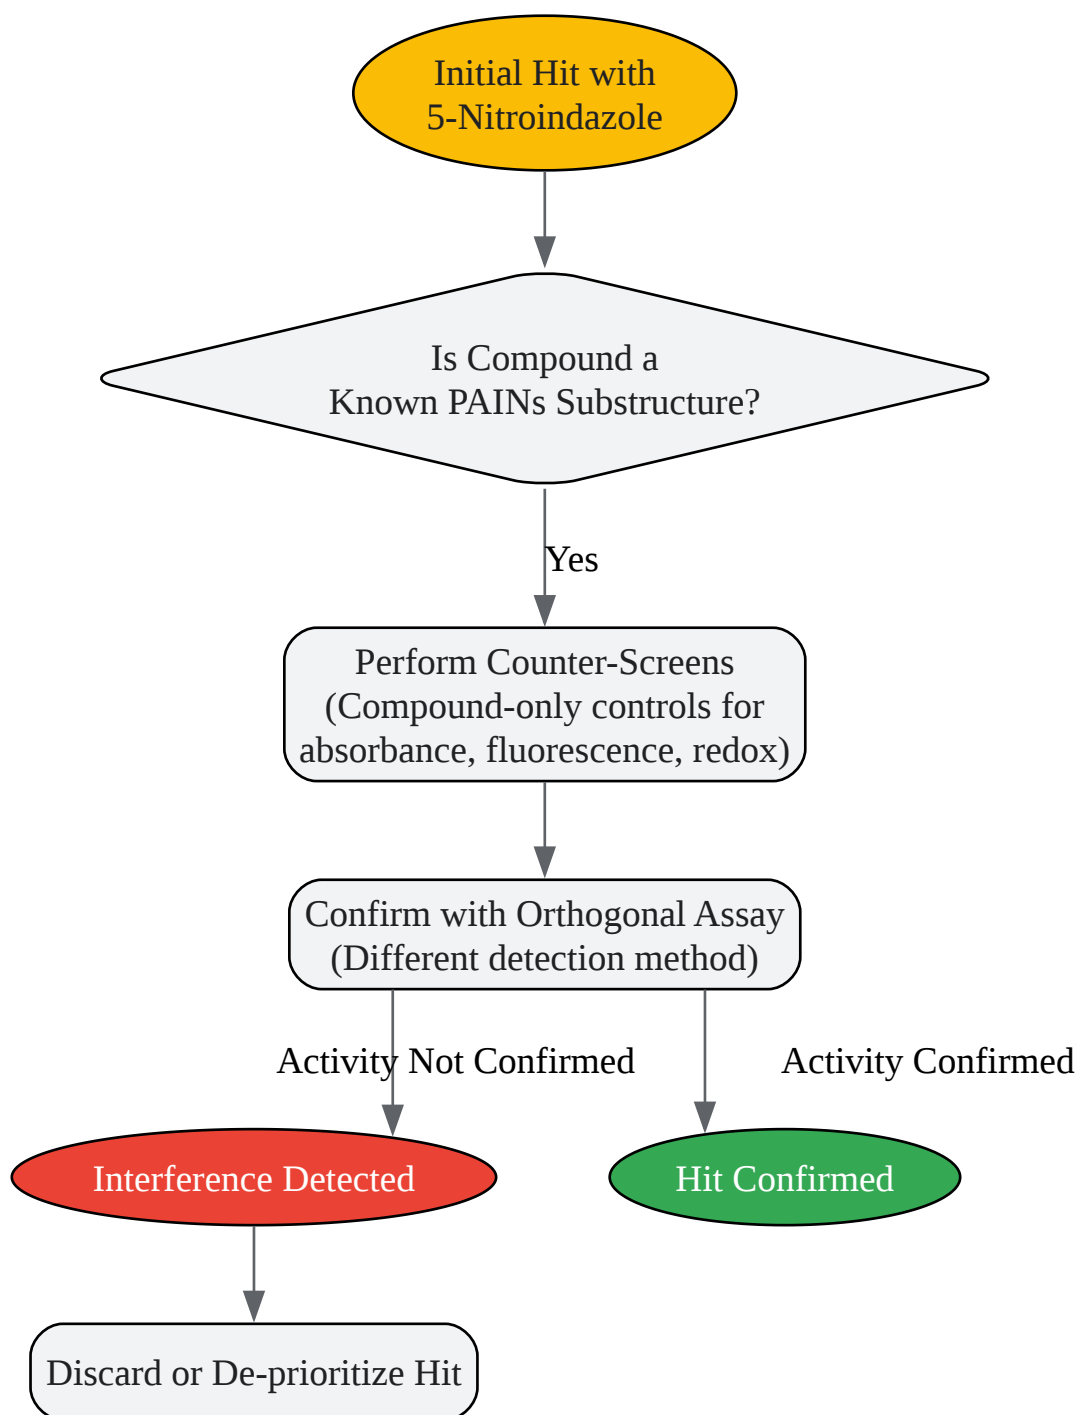 Initial Hit with
5-Nitroindazole
Is Compound a
Known PAINs Substructure?
Yes
Perform Counter-Screens
(Compound-only controls for
absorbance, fluorescence, redox)
Confirm with Orthogonal Assay
(Different detection method)
Activity Not Confirmed
Activity Confirmed
Interference Detected
Hit Confirmed
Discard or De-prioritize Hit